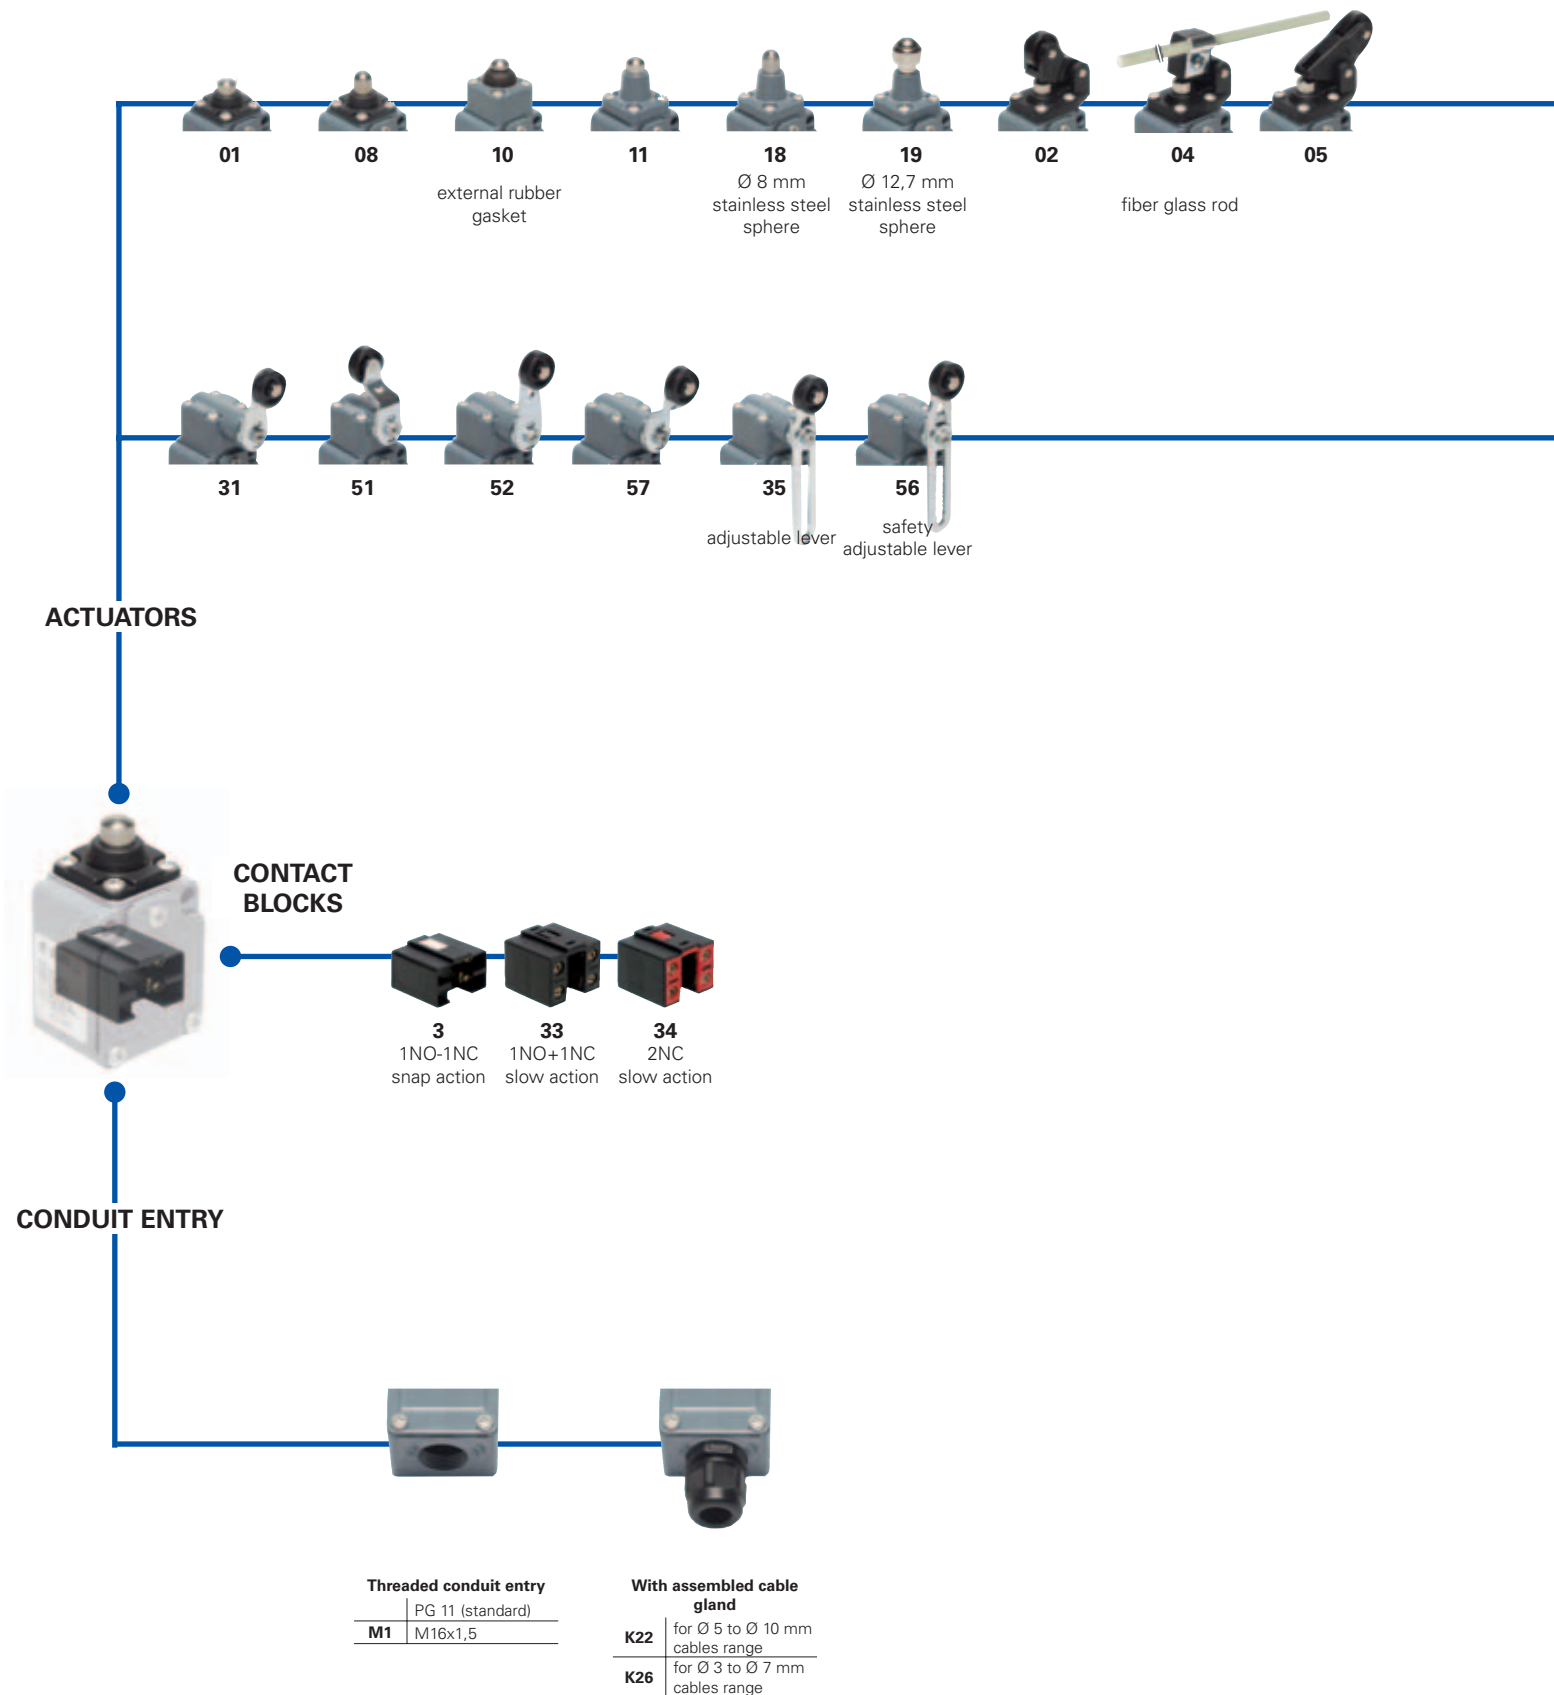 01 08 10 11 18 19 02 04 05
external rubber
gasket
Ø 8 mm
stainless steel
sphere
Ø 12,7 mm
stainless steel
sphere
fiber glass rod
31 51 52 57 35 56
adjustable lever
safety
adjustable lever
ACTUATORS
CONTACT
BLOCKS
3
1NO-1NC
snap action
33
1NO+1NC
slow action
34
2NC
slow action
CONDUIT ENTRY
Threaded conduit entry
PG 11 (standard)
M1 M16x1,5
With assembled cable
gland
K22 for Ø 5 to Ø 10 mm
cables range
K26 for Ø 3 to Ø 7 mm
cables range